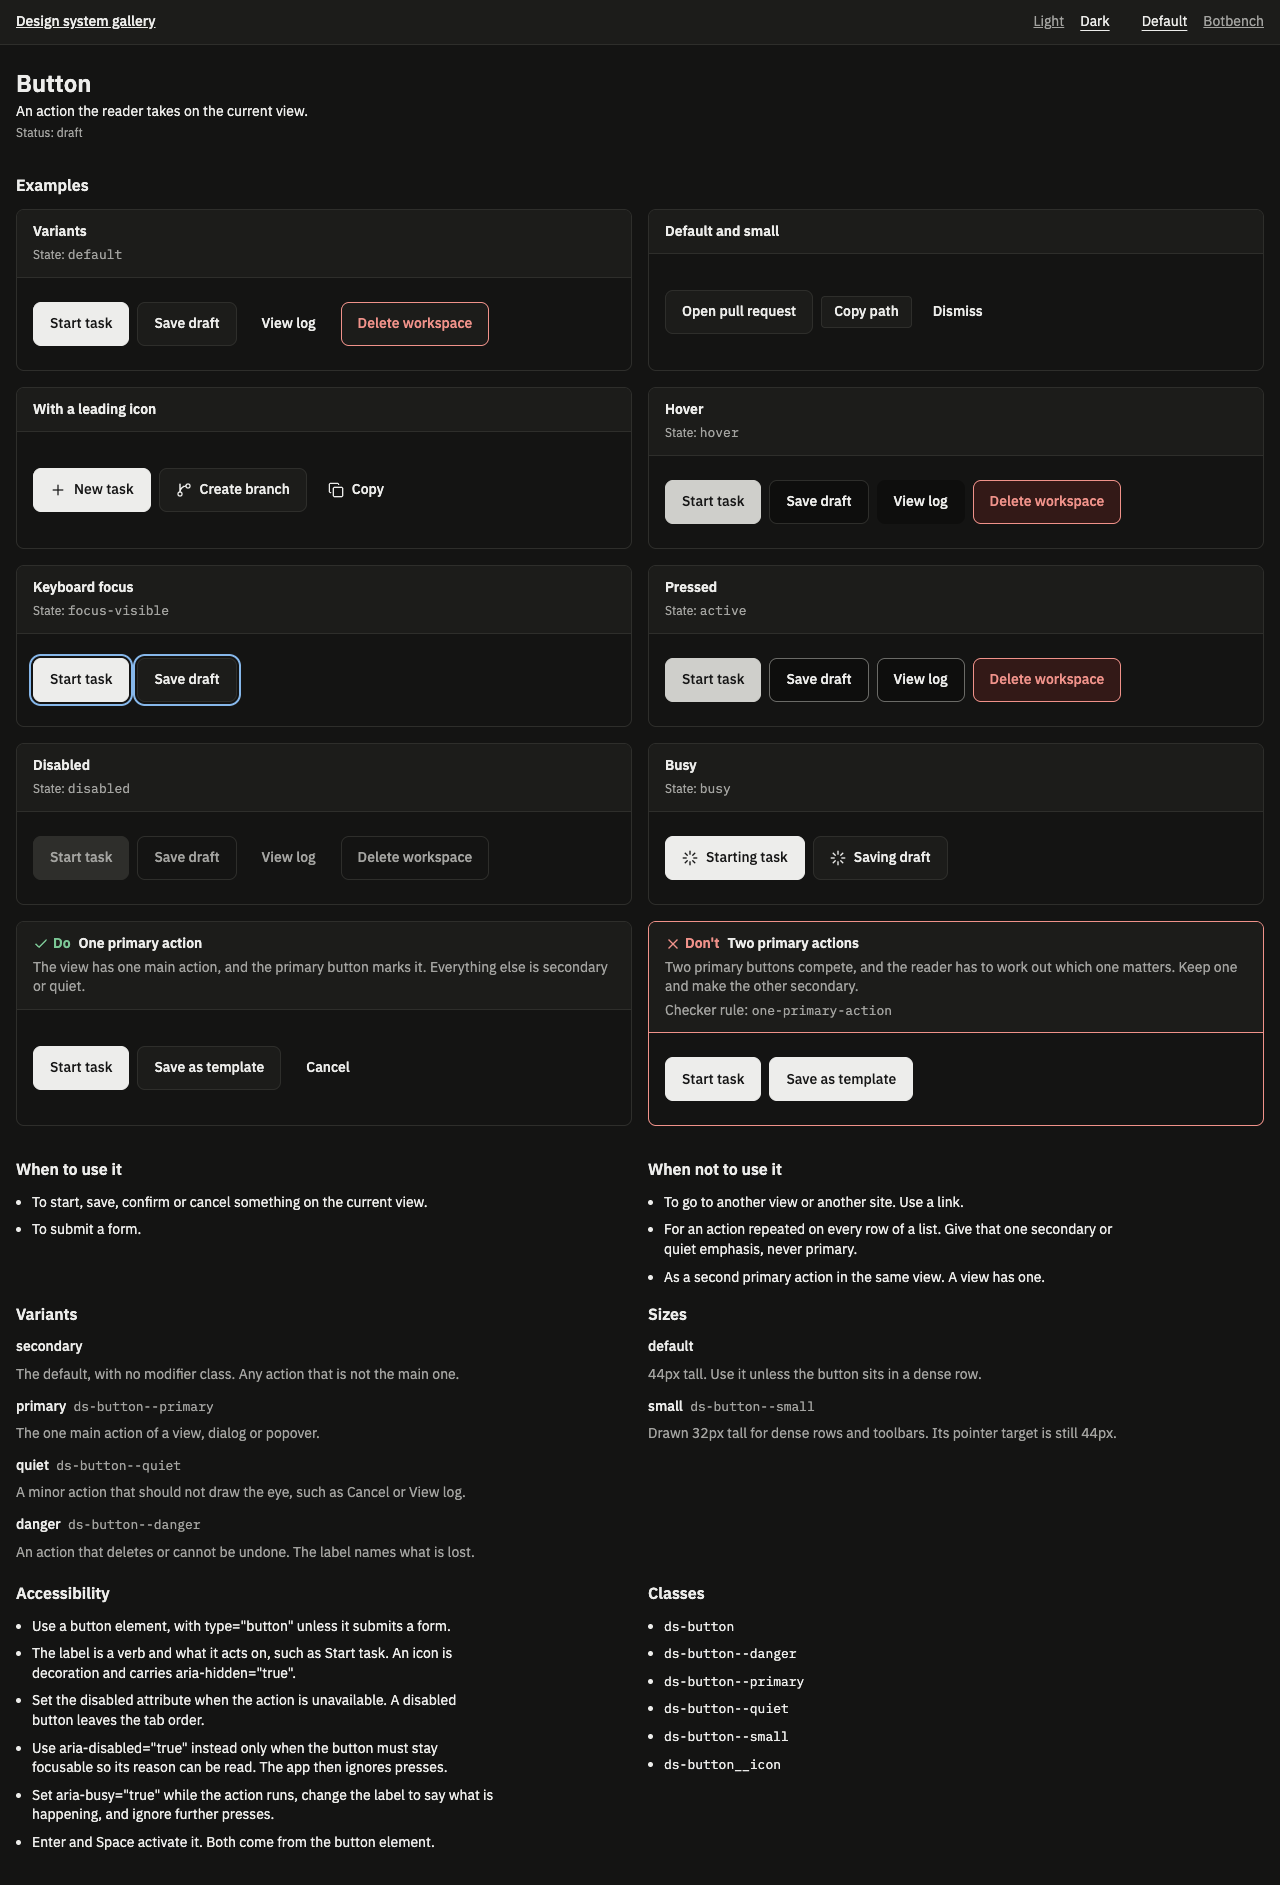 Design system gallery
Light Dark Default Botbench
Button
An action the reader takes on the current view.
Status: draft
Examples
Variants
State: default
Start task Save draft View log Delete workspace
Default and small
Open pull request Copy path Dismiss
With a leading icon
New task Create branch Copy
Hover
State: hover
Start task Save draft View log Delete workspace
Keyboard focus
State: focus-visible
Start task Save draft
Pressed
State: active
Start task Save draft View log Delete workspace
Disabled
State: disabled
Start task Save draft View log Delete workspace
Busy
State: busy
Starting task Saving draft
Do One primary action
The view has one main action, and the primary button marks it. Everything else is secondary
or quiet.
Start task Save as template Cancel
Don't Two primary actions
Two primary buttons compete, and the reader has to work out which one matters. Keep one
and make the other secondary.
Checker rule: one-primary-action
Start task Save as template
When to use it
• To start, save, confirm or cancel something on the current view.
• To submit a form.
When not to use it
• To go to another view or another site. Use a link.
• For an action repeated on every row of a list. Give that one secondary or
quiet emphasis, never primary.
• As a second primary action in the same view. A view has one.
Variants
secondary
The default, with no modifier class. Any action that is not the main one.
primary ds-button--primary
The one main action of a view, dialog or popover.
quiet ds-button--quiet
A minor action that should not draw the eye, such as Cancel or View log.
danger ds-button--danger
An action that deletes or cannot be undone. The label names what is lost.
Sizes
default
44px tall. Use it unless the button sits in a dense row.
small ds-button--small
Drawn 32px tall for dense rows and toolbars. Its pointer target is still 44px.
Accessibility
• Use a button element, with type="button" unless it submits a form.
• The label is a verb and what it acts on, such as Start task. An icon is
decoration and carries aria-hidden="true".
• Set the disabled attribute when the action is unavailable. A disabled
button leaves the tab order.
• Use aria-disabled="true" instead only when the button must stay
focusable so its reason can be read. The app then ignores presses.
• Set aria-busy="true" while the action runs, change the label to say what is
happening, and ignore further presses.
• Enter and Space activate it. Both come from the button element.
Classes
• ds-button
• ds-button--danger
• ds-button--primary
• ds-button--quiet
• ds-button--small
• ds-button__icon